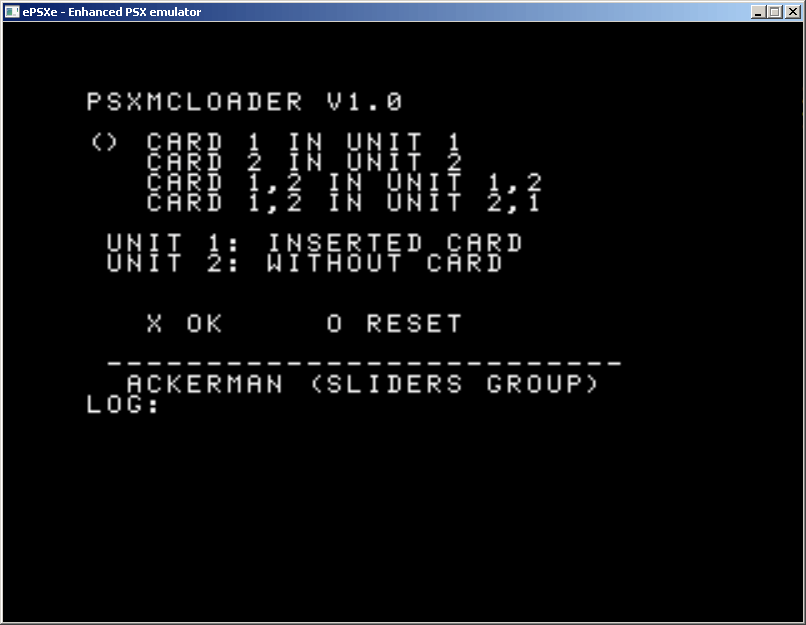 ePSXe - Enhanced PSX emulator
PSXMCLOADER V1.0
() CARD 1 IN UNIT 1
CARD 2 IN UNIT 2
CARD 1,2 IN UNIT 1,2
CARD 1,2 IN UNIT 2,1
UNIT 1: INSERTED CARD
UNIT 2: WITHOUT CARD
X OK O RESET
--------------------------
ACKERMAN (SLIDERS GROUP)
LOG: